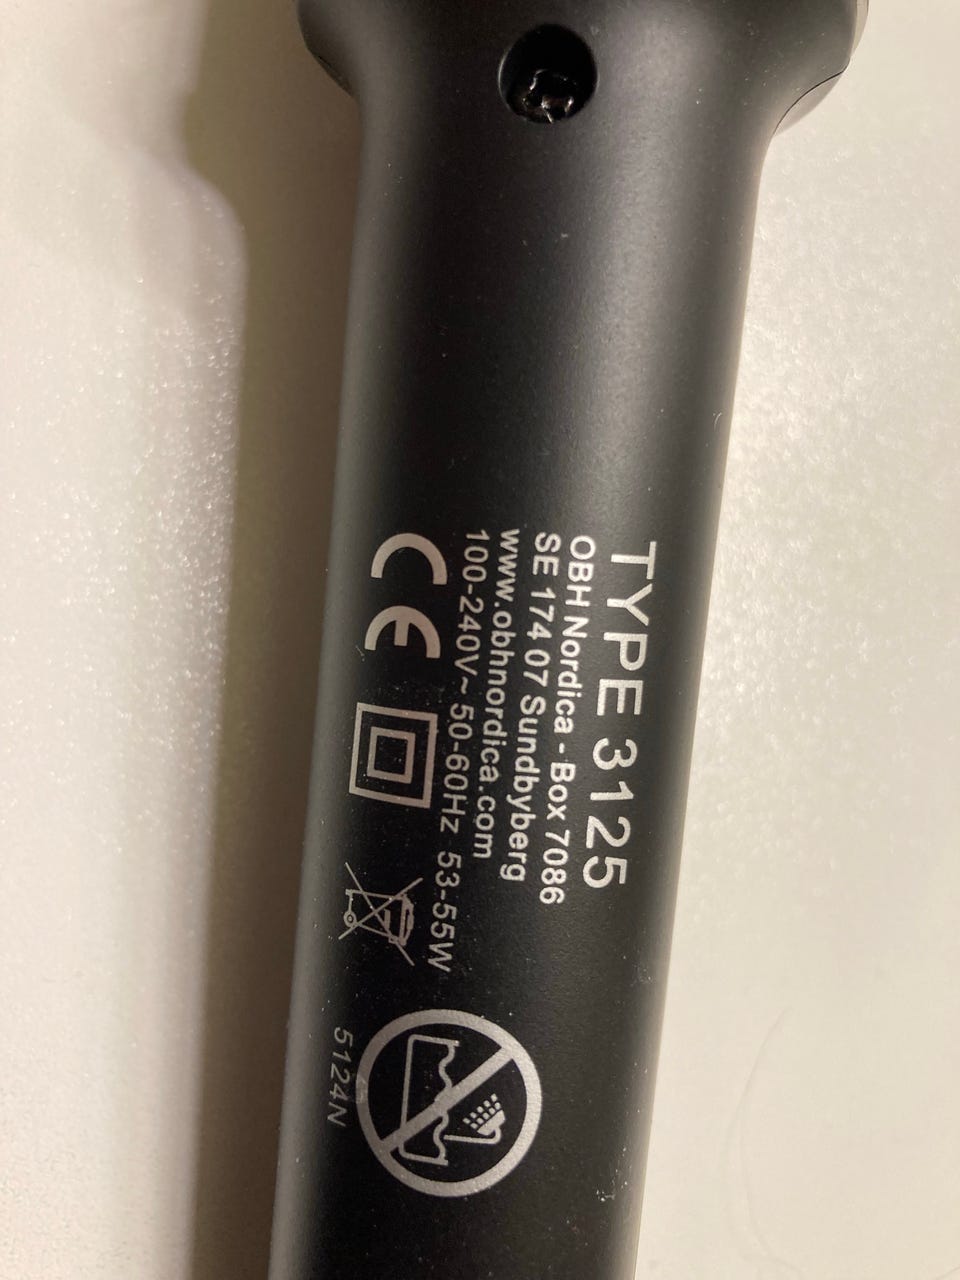 TYPE 3125
OBH Nordica - Box 7086
SE 174 07 Sundbyberg
www.obhnordica.com
100-240V~ 50-60Hz 53-55W
CE
5124N